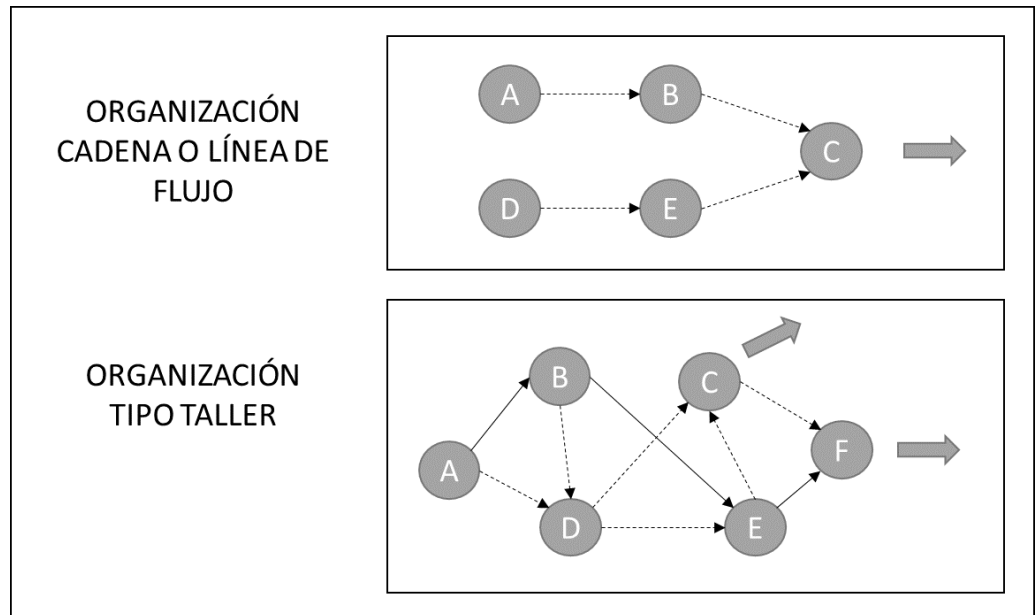 ORGANIZACIÓN
CADENA O LÍNEA DE
FLUJO
A
B
C
D
E
ORGANIZACIÓN
TIPO TALLER
A
B
C
D
E
F